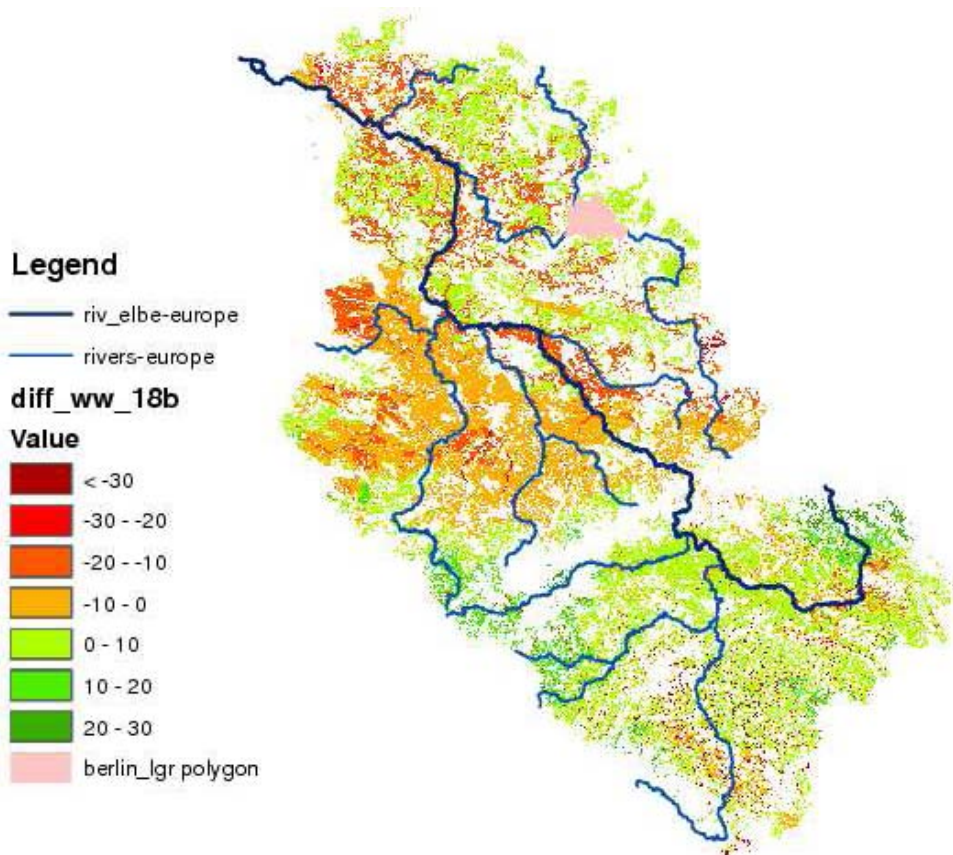 Legend
riv_elbe-europe
rivers-europe
diff_ww_18b
Value
< -30
-30 - -20
-20 - -10
-10 - 0
0 - 10
10 - 20
20 - 30
berlin_lgr polygon